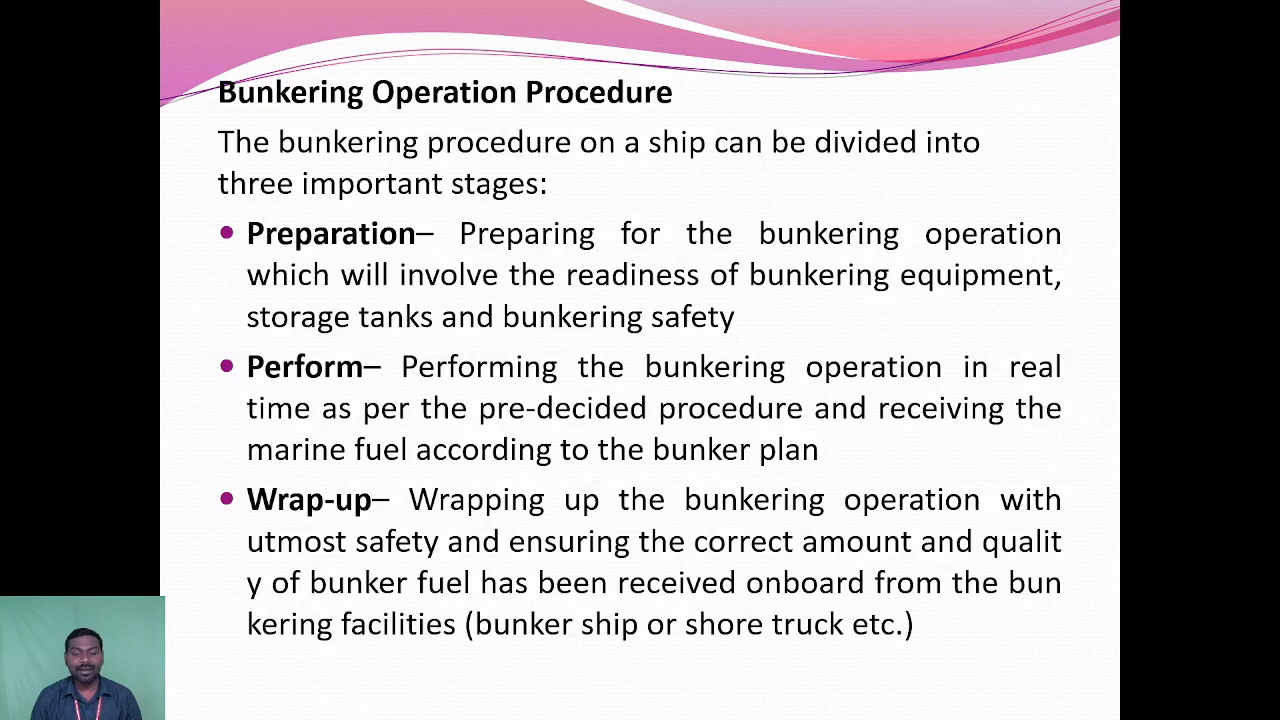 Bunkering Operation Procedure
The bunkering procedure on a ship can be divided into
three important stages:
• Preparation– Preparing for the bunkering operation
which will involve the readiness of bunkering equipment,
storage tanks and bunkering safety
• Perform– Performing the bunkering operation in real
time as per the pre-decided procedure and receiving the
marine fuel according to the bunker plan
• Wrap-up– Wrapping up the bunkering operation with
utmost safety and ensuring the correct amount and qualit
y of bunker fuel has been received onboard from the bun
kering facilities (bunker ship or shore truck etc.)